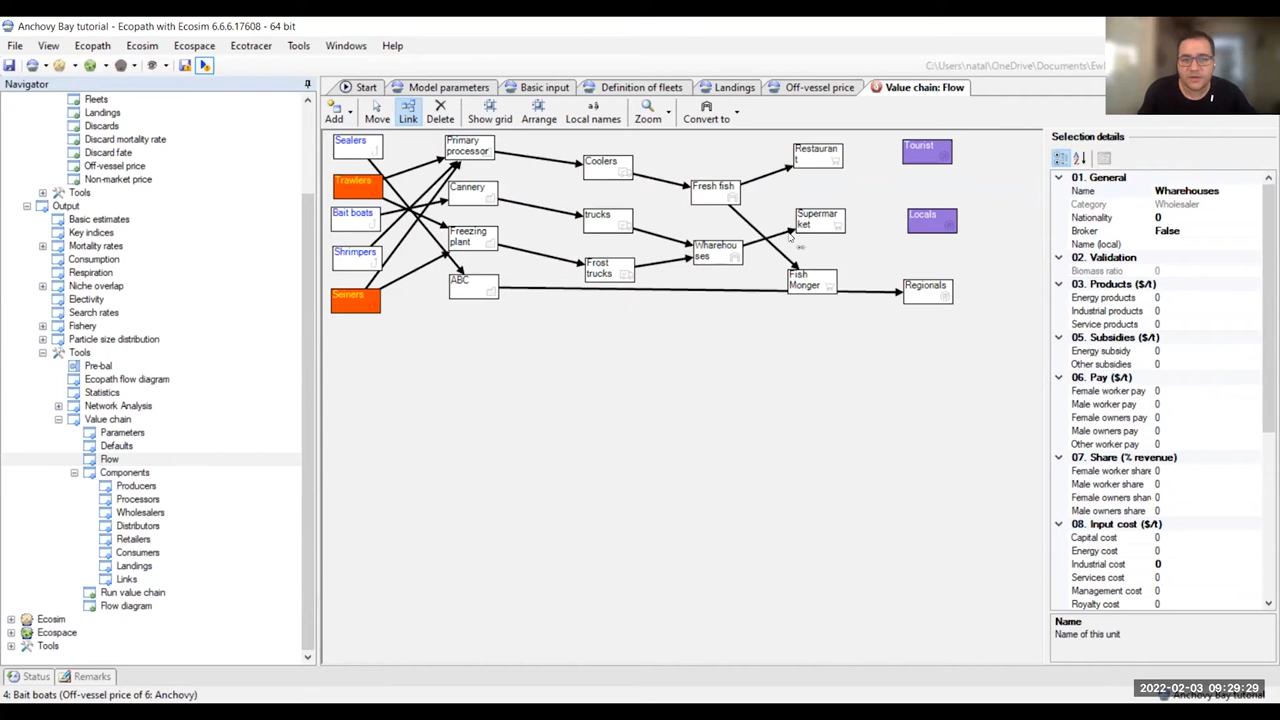 Anchovy Bay tutorial - Ecopath with Ecosim 6.6.6.17608 - 64 bit
File View Ecopath Ecosim Ecospace Ecotracer Tools Windows Help
C:\Users\natal\OneDrive\Documents\Ew
Navigator
Fleets
Landings
Discards
Discard mortality rate
Discard fate
Off-vessel price
Non-market price
Tools
Output
Basic estimates
Key indices
Mortality rates
Consumption
Respiration
Niche overlap
Electivity
Search rates
Fishery
Particle size distribution
Tools
Pre-bal
Ecopath flow diagram
Statistics
Network Analysis
Value chain
Parameters
Defaults
Flow
Components
Producers
Processors
Wholesalers
Distributors
Retailers
Consumers
Landings
Links
Run value chain
Flow diagram
Ecosim
Ecospace
Tools
Start Model parameters Basic input Definition of fleets Landings Off-vessel price Value chain: Flow
Add Move Link Delete Show grid Arrange Local names Zoom Convert to
Sealers
Trawlers
Bait boats
Shrimpers
Seiners
Primary
processor
Cannery
Freezing
plant
ABC
Coolers
trucks
Frost
trucks
Fresh fish
Wharehou
ses
Restauran
t
Supermar
ket
Fish
Monger
Tourist
Locals
Regionals
Selection details
01. General
Name Wharehouses
Category Wholesaler
Nationality 0
Broker False
Name (local)
02. Validation
Biomass ratio
03. Products ($/t)
Energy products 0
Industrial products 0
Service products 0
05. Subsidies ($/t)
Energy subsidy 0
Other subsidies 0
06. Pay ($/t)
Female worker pay 0
Male worker pay 0
Female owners pay 0
Male owners pay 0
Other worker pay 0
07. Share (% revenue)
Female worker share 0
Male worker share 0
Female owners share 0
Male owners share 0
08. Input cost ($/t)
Capital cost 0
Energy cost 0
Industrial cost 0
Services cost 0
Management cost 0
Royalty cost 0
Name
Name of this unit
Status Remarks
4: Bait boats (Off-vessel price of 6: Anchovy)
2022-02-03 09:29:29